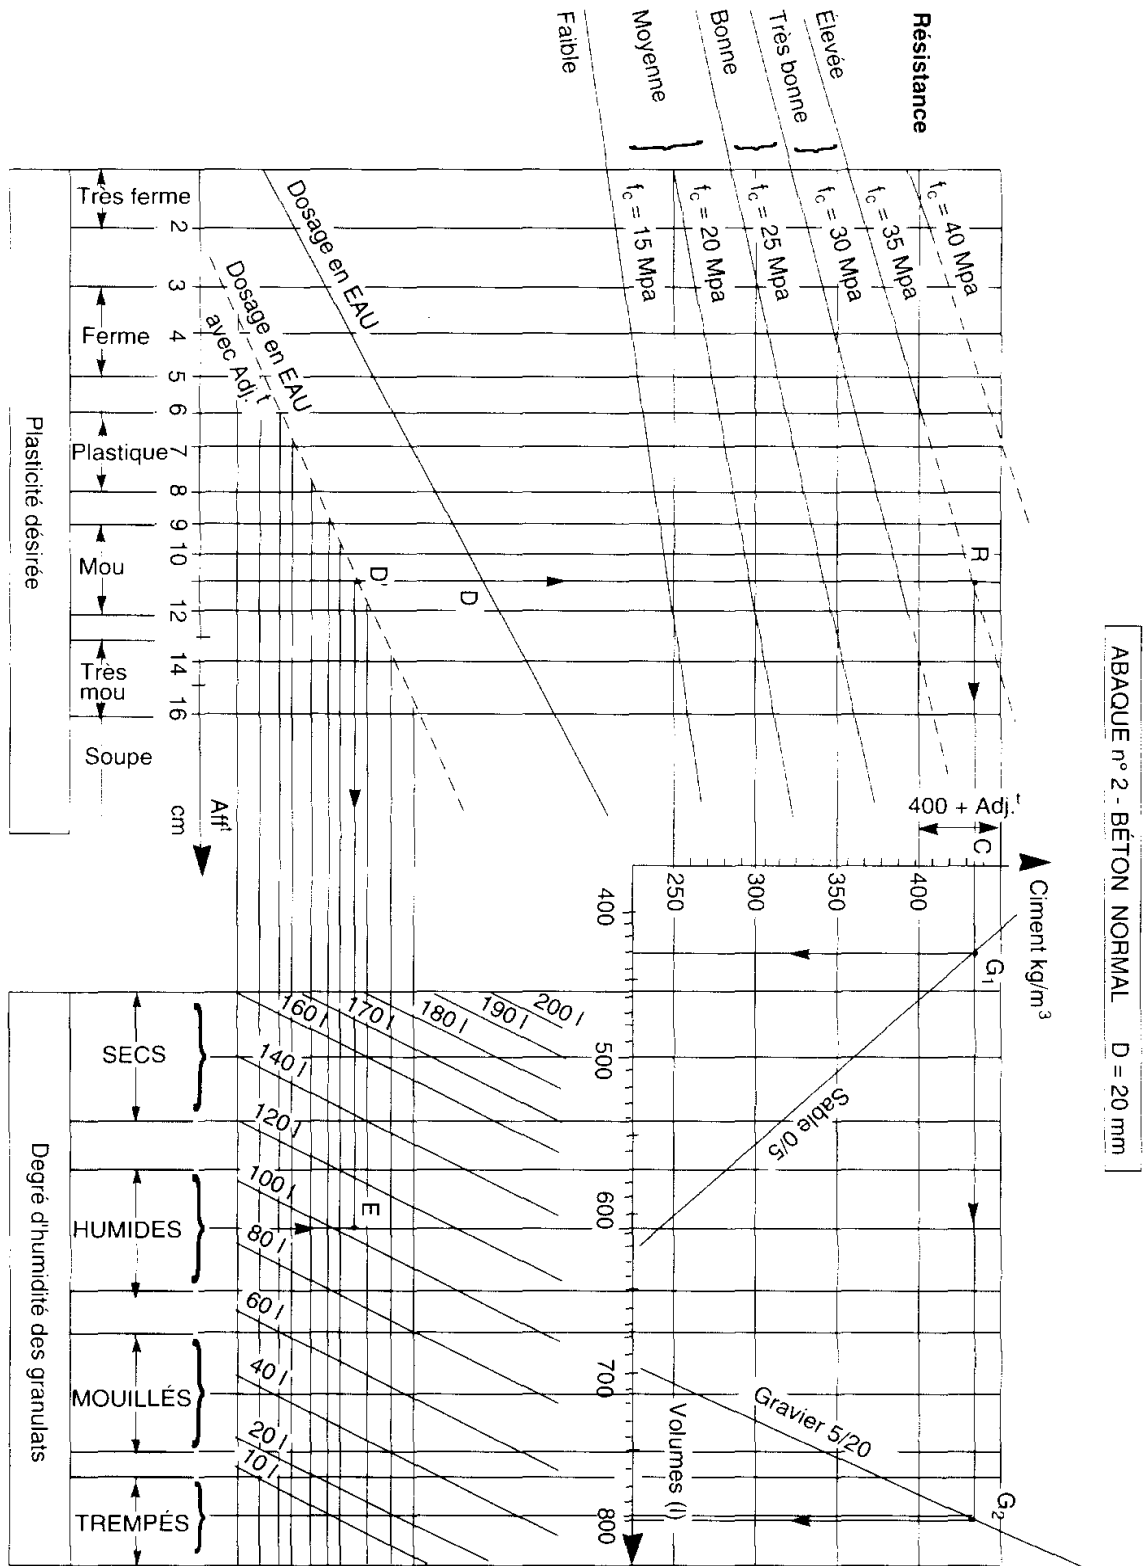 ABAQUE n° 2 - BÉTON NORMAL D = 20 mm
Résistance
Élevée
Très bonne
Bonne
Moyenne
Faible
fc = 40 Mpa
fc = 35 Mpa
fc = 30 Mpa
fc = 25 Mpa
fc = 20 Mpa
fc = 15 Mpa
R
400 + Adj.t
C
Ciment kg/m3
400
350
300
250
G1
Sable 0/5
Gravier 5/20
G2
400
500
600
700
800
Volumes (l)
Dosage en EAU
Dosage en EAU
avec Adj.t
D
D'
2
3
4
5
6
7
8
9
10
12
14
16
Afft
cm
Très ferme
Ferme
Plastique
Mou
Très
mou
Soupe
Plasticité désirée
200 l
190 l
180 l
170 l
160 l
140 l
120 l
100 l
80 l
60 l
40 l
20 l
10 l
E
SECS
HUMIDES
MOUILLÉS
TREMPÉS
Degré d'humidité des granulats